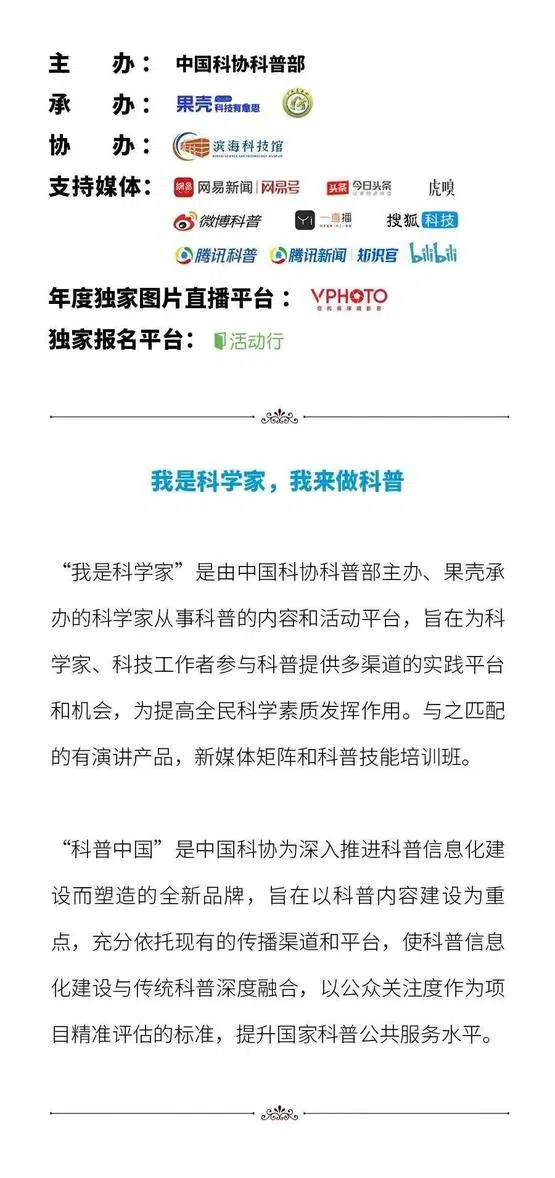 主 办： 中国科协科普部
承 办： 果壳 科技有意思
协 办： 滨海科技馆
支持媒体： 网易 网易新闻 | 网易号 头条 今日头条 虎嗅
微博科普 一直播 搜狐科技
腾讯科普 腾讯新闻 | 知识官 bilibili
年度独家图片直播平台： VPHOTO
您的首席摄影官
独家报名平台： 活动行
我是科学家，我来做科普
“我是科学家”是由中国科协科普部主办、果壳承
办的科学家从事科普的内容和活动平台，旨在为科
学家、科技工作者参与科普提供多渠道的实践平台
和机会，为提高全民科学素质发挥作用。与之匹配
的有演讲产品，新媒体矩阵和科普技能培训班。
“科普中国”是中国科协为深入推进科普信息化建
设而塑造的全新品牌，旨在以科普内容建设为重
点，充分依托现有的传播渠道和平台，使科普信息
化建设与传统科普深度融合，以公众关注度作为项
目精准评估的标准，提升国家科普公共服务水平。